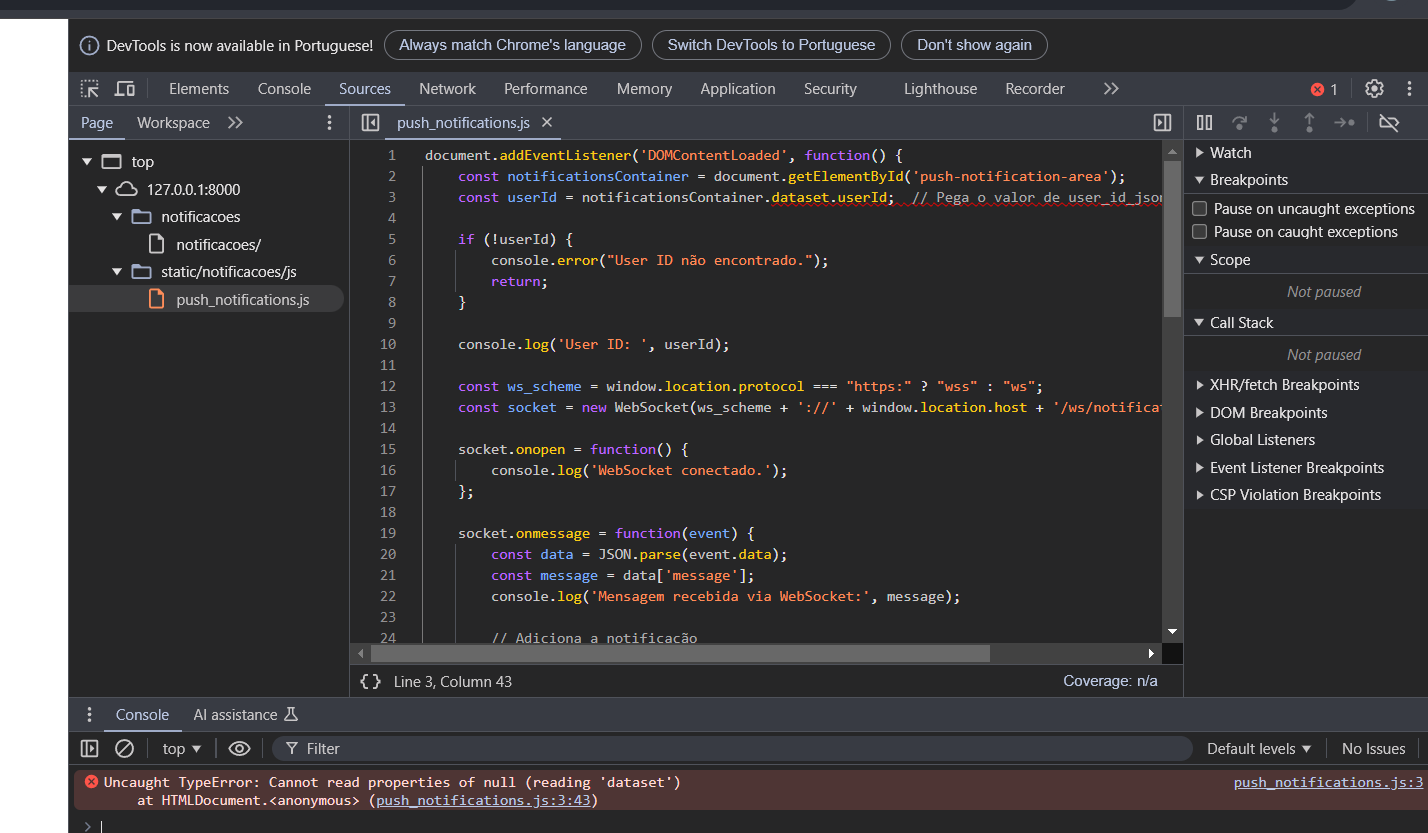 DevTools is now available in Portuguese! Always match Chrome's language Switch DevTools to Portuguese Don't show again
Elements Console Sources Network Performance Memory Application Security Lighthouse Recorder 1
Page Workspace
top
127.0.0.1:8000
notificacoes
notificacoes/
static/notificacoes/js
push_notifications.js
push_notifications.js
1 document.addEventListener('DOMContentLoaded', function() {
2 const notificationsContainer = document.getElementById('push-notification-area');
3 const userId = notificationsContainer.dataset.userId; // Pega o valor de user_id_json
4
5 if (!userId) {
6 console.error("User ID não encontrado.");
7 return;
8 }
9
10 console.log('User ID: ', userId);
11
12 const ws_scheme = window.location.protocol === "https:" ? "wss" : "ws";
13 const socket = new WebSocket(ws_scheme + '://' + window.location.host + '/ws/notificat
14
15 socket.onopen = function() {
16 console.log('WebSocket conectado.');
17 };
18
19 socket.onmessage = function(event) {
20 const data = JSON.parse(event.data);
21 const message = data['message'];
22 console.log('Mensagem recebida via WebSocket:', message);
23
24 // Adiciona a notificação
{ } Line 3, Column 43 Coverage: n/a
Watch
Breakpoints
Pause on uncaught exceptions
Pause on caught exceptions
Scope
Not paused
Call Stack
Not paused
XHR/fetch Breakpoints
DOM Breakpoints
Global Listeners
Event Listener Breakpoints
CSP Violation Breakpoints
Console AI assistance
top Filter Default levels No Issues
Uncaught TypeError: Cannot read properties of null (reading 'dataset') push_notifications.js:3
at HTMLDocument.<anonymous> (push_notifications.js:3:43)